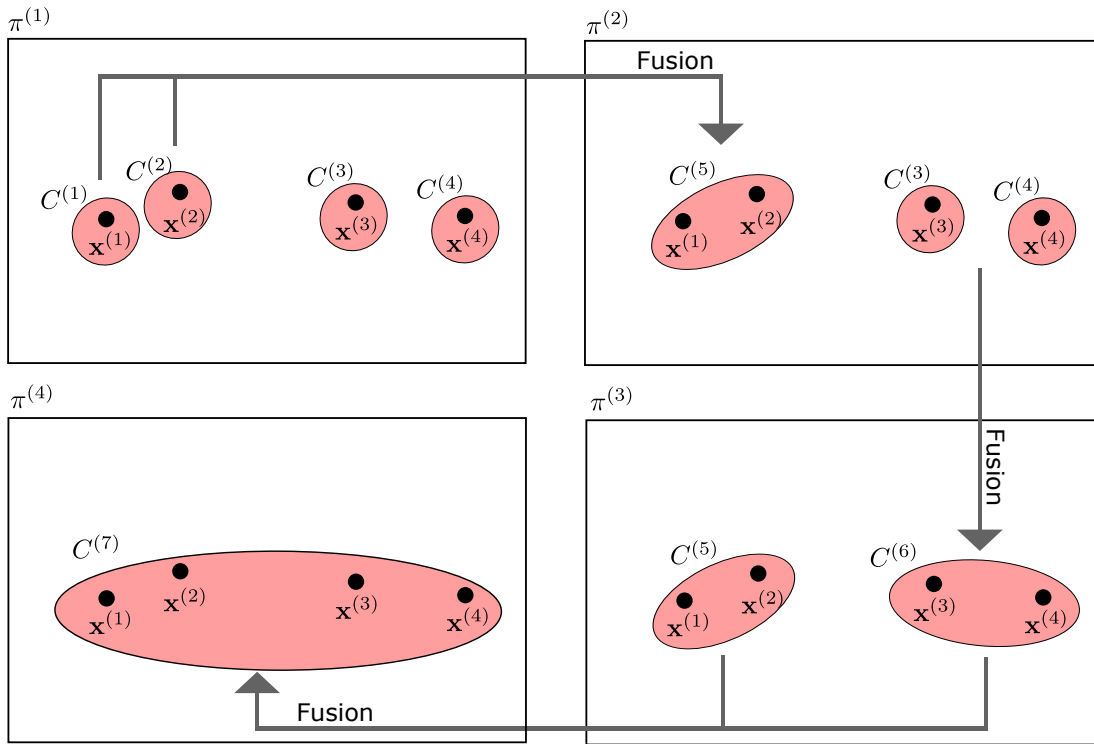 π^(1)
C^(1) C^(2) C^(3) C^(4)
x^(1) x^(2) x^(3) x^(4)
Fusion
π^(2)
C^(5) C^(3) C^(4)
x^(1) x^(2) x^(3) x^(4)
Fusion
π^(4)
C^(7)
x^(1) x^(2) x^(3) x^(4)
Fusion
π^(3)
C^(5) C^(6)
x^(1) x^(2) x^(3) x^(4)